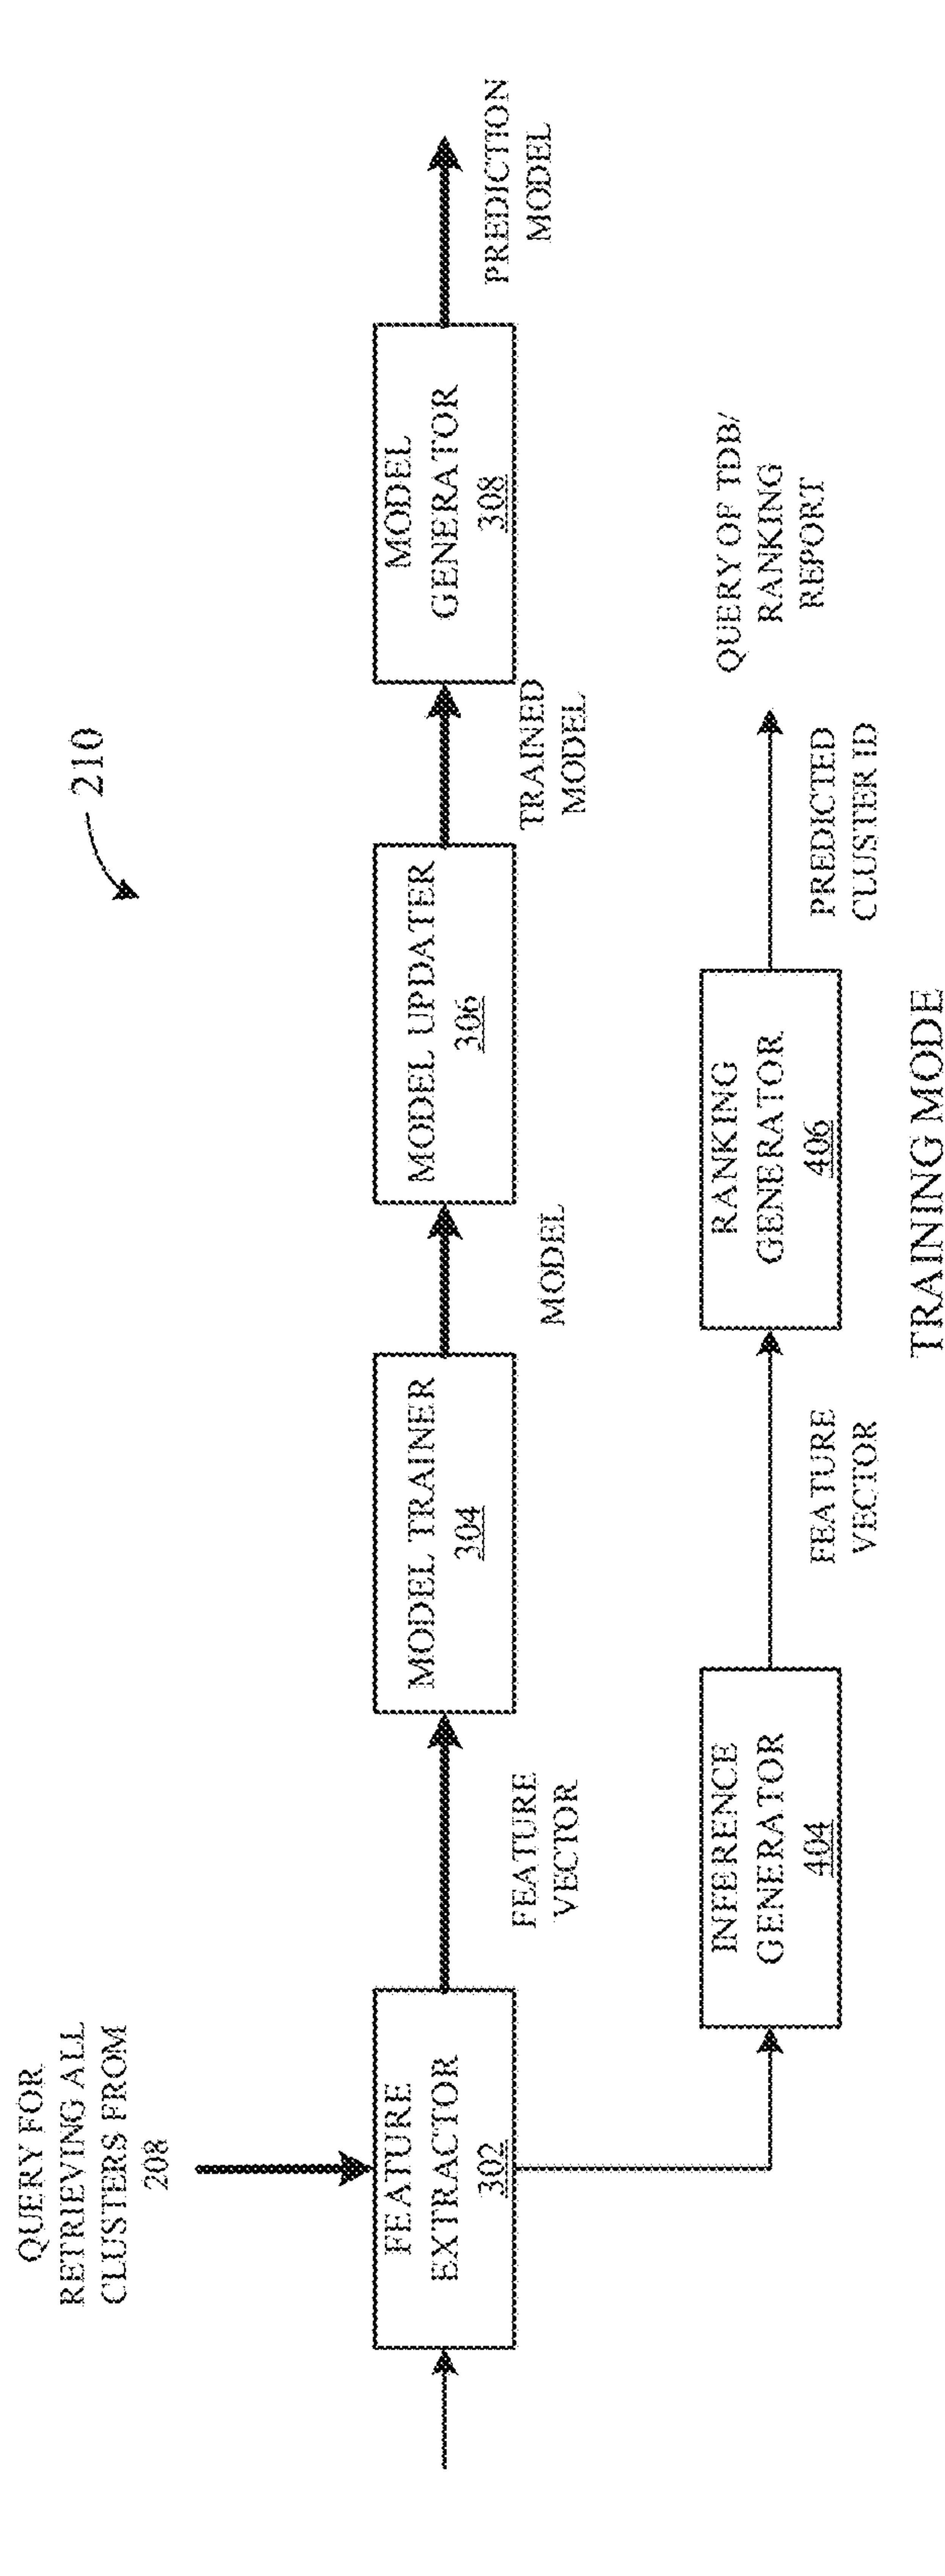 210
QUERY FOR
RETRIEVING ALL
CLUSTERS FROM
208
FEATURE
EXTRACTOR
302
FEATURE
VECTOR
MODEL TRAINER
304
MODEL
MODEL UPDATER
306
TRAINED
MODEL
MODEL
GENERATOR
308
PREDICTION
MODEL
INFERENCE
GENERATOR
404
FEATURE
VECTOR
RANKING
GENERATOR
406
PREDICTED
CLUSTER ID
QUERY OF TDB/
RANKING
REPORT
TRAINING MODE